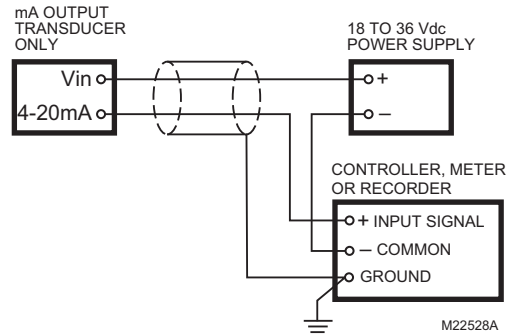 mA OUTPUT
TRANSDUCER
ONLY
Vin
4-20mA
18 TO 36 Vdc
POWER SUPPLY
+
–
CONTROLLER, METER
OR RECORDER
+ INPUT SIGNAL
– COMMON
GROUND
M22528A